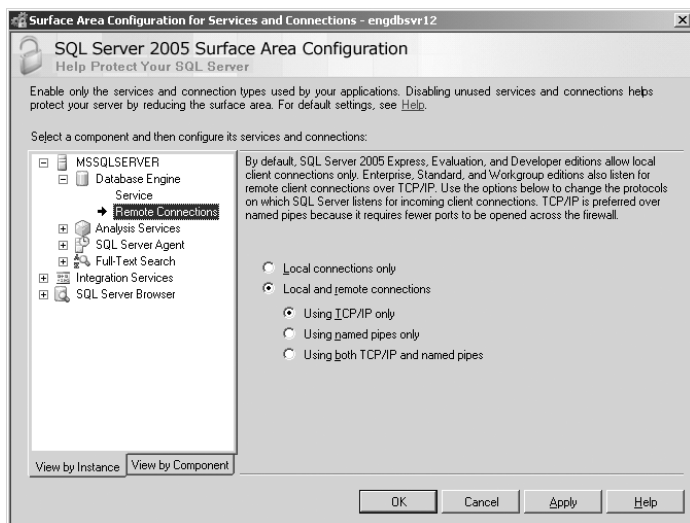 Surface Area Configuration for Services and Connections - engdbsvr12
SQL Server 2005 Surface Area Configuration
Help Protect Your SQL Server
Enable only the services and connection types used by your applications. Disabling unused services and connections helps
protect your server by reducing the surface area. For default settings, see Help.
Select a component and then configure its services and connections:
MSSQLSERVER
Database Engine
Service
Remote Connections
Analysis Services
SQL Server Agent
Full-Text Search
Integration Services
SQL Server Browser
View by Instance
View by Component
By default, SQL Server 2005 Express, Evaluation, and Developer editions allow local
client connections only. Enterprise, Standard, and Workgroup editions also listen for
remote client connections over TCP/IP. Use the options below to change the protocols
on which SQL Server listens for incoming client connections. TCP/IP is preferred over
named pipes because it requires fewer ports to be opened across the firewall.
Local connections only
Local and remote connections
Using TCP/IP only
Using named pipes only
Using both TCP/IP and named pipes
OK
Cancel
Apply
Help